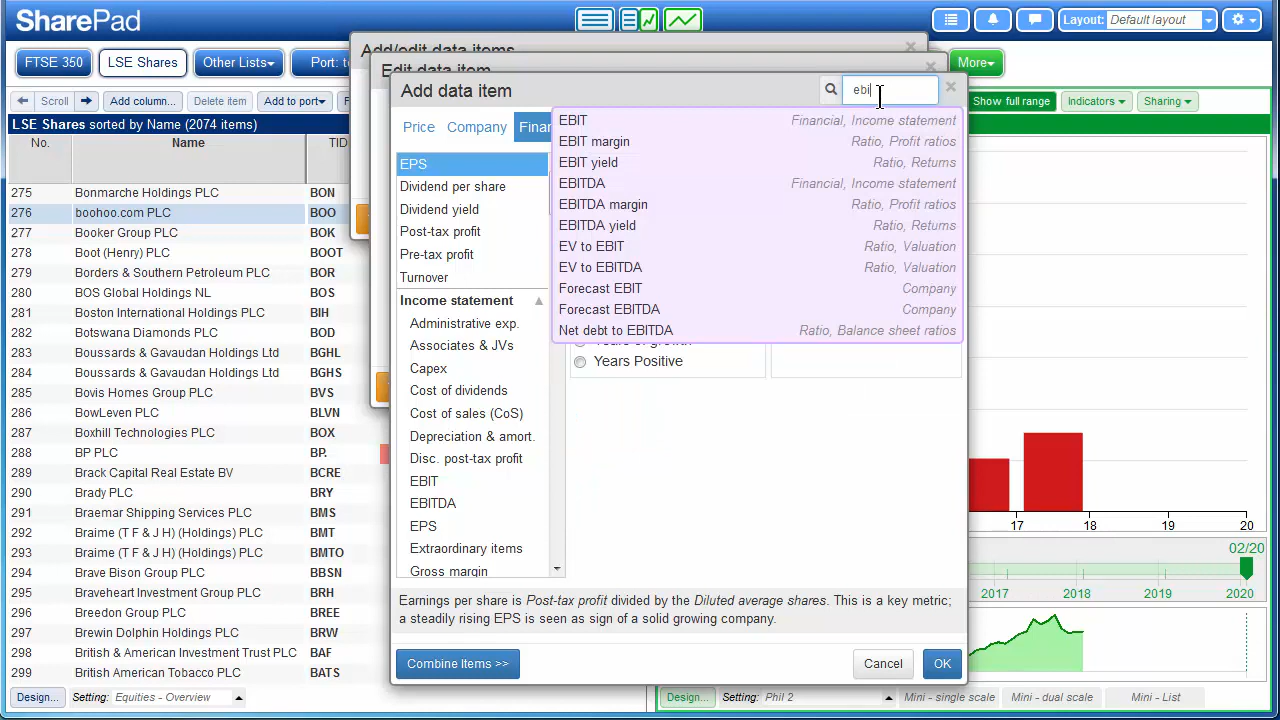 SharePad
Layout: Default layout
FTSE 350
LSE Shares
Other Lists
Port: t
More
Scroll
Add column...
Delete item
Add to port
F
LSE Shares sorted by Name (2074 items)
No. Name TID
275 Bonmarche Holdings PLC BON
276 boohoo.com PLC BOO
277 Booker Group PLC BOK
278 Boot (Henry) PLC BOOT
279 Borders & Southern Petroleum PLC BOR
280 BOS Global Holdings NL BOS
281 Boston International Holdings PLC BIH
282 Botswana Diamonds PLC BOD
283 Boussards & Gavaudan Holdings Ltd BGHL
284 Boussard & Gavaudan Holdings Ltd BGHS
285 Bovis Homes Group PLC BVS
286 BowLeven PLC BLVN
287 Boxhill Technologies PLC BOX
288 BP PLC BP.
289 Brack Capital Real Estate BV BCRE
290 Brady PLC BRY
291 Braemar Shipping Services PLC BMS
292 Braime (T F & J H) (Holdings) PLC BMT
293 Braime (T F & J H) (Holdings) PLC BMTO
294 Brave Bison Group PLC BBSN
295 Braveheart Investment Group PLC BRH
296 Breedon Group PLC BREE
297 Brewin Dolphin Holdings PLC BRW
298 British & American Investment Trust PLC BAF
299 British American Tobacco PLC BATS
Design...
Setting: Equities - Overview
Add/edit data items
Edit data item
Add data item
ebi
Price
Company
Finan
EPS
Dividend per share
Dividend yield
Post-tax profit
Pre-tax profit
Turnover
Income statement
Administrative exp.
Associates & JVs
Capex
Cost of dividends
Cost of sales (CoS)
Depreciation & amort.
Disc. post-tax profit
EBIT
EBITDA
EPS
Extraordinary items
Gross margin
EBIT Financial, Income statement
EBIT margin Ratio, Profit ratios
EBIT yield Ratio, Returns
EBITDA Financial, Income statement
EBITDA margin Ratio, Profit ratios
EBITDA yield Ratio, Returns
EV to EBIT Ratio, Valuation
EV to EBITDA Ratio, Valuation
Forecast EBIT Company
Forecast EBITDA Company
Net debt to EBITDA Ratio, Balance sheet ratios
Years of growth
Years Positive
Earnings per share is Post-tax profit divided by the Diluted average shares. This is a key metric;
a steadily rising EPS is seen as sign of a solid growing company.
Combine Items >>
Cancel
OK
Show full range
Indicators
Sharing
17 18 19 20
02/20
2017 2018 2019 2020
Design...
Setting: Phil 2
Mini - single scale
Mini - dual scale
Mini - List